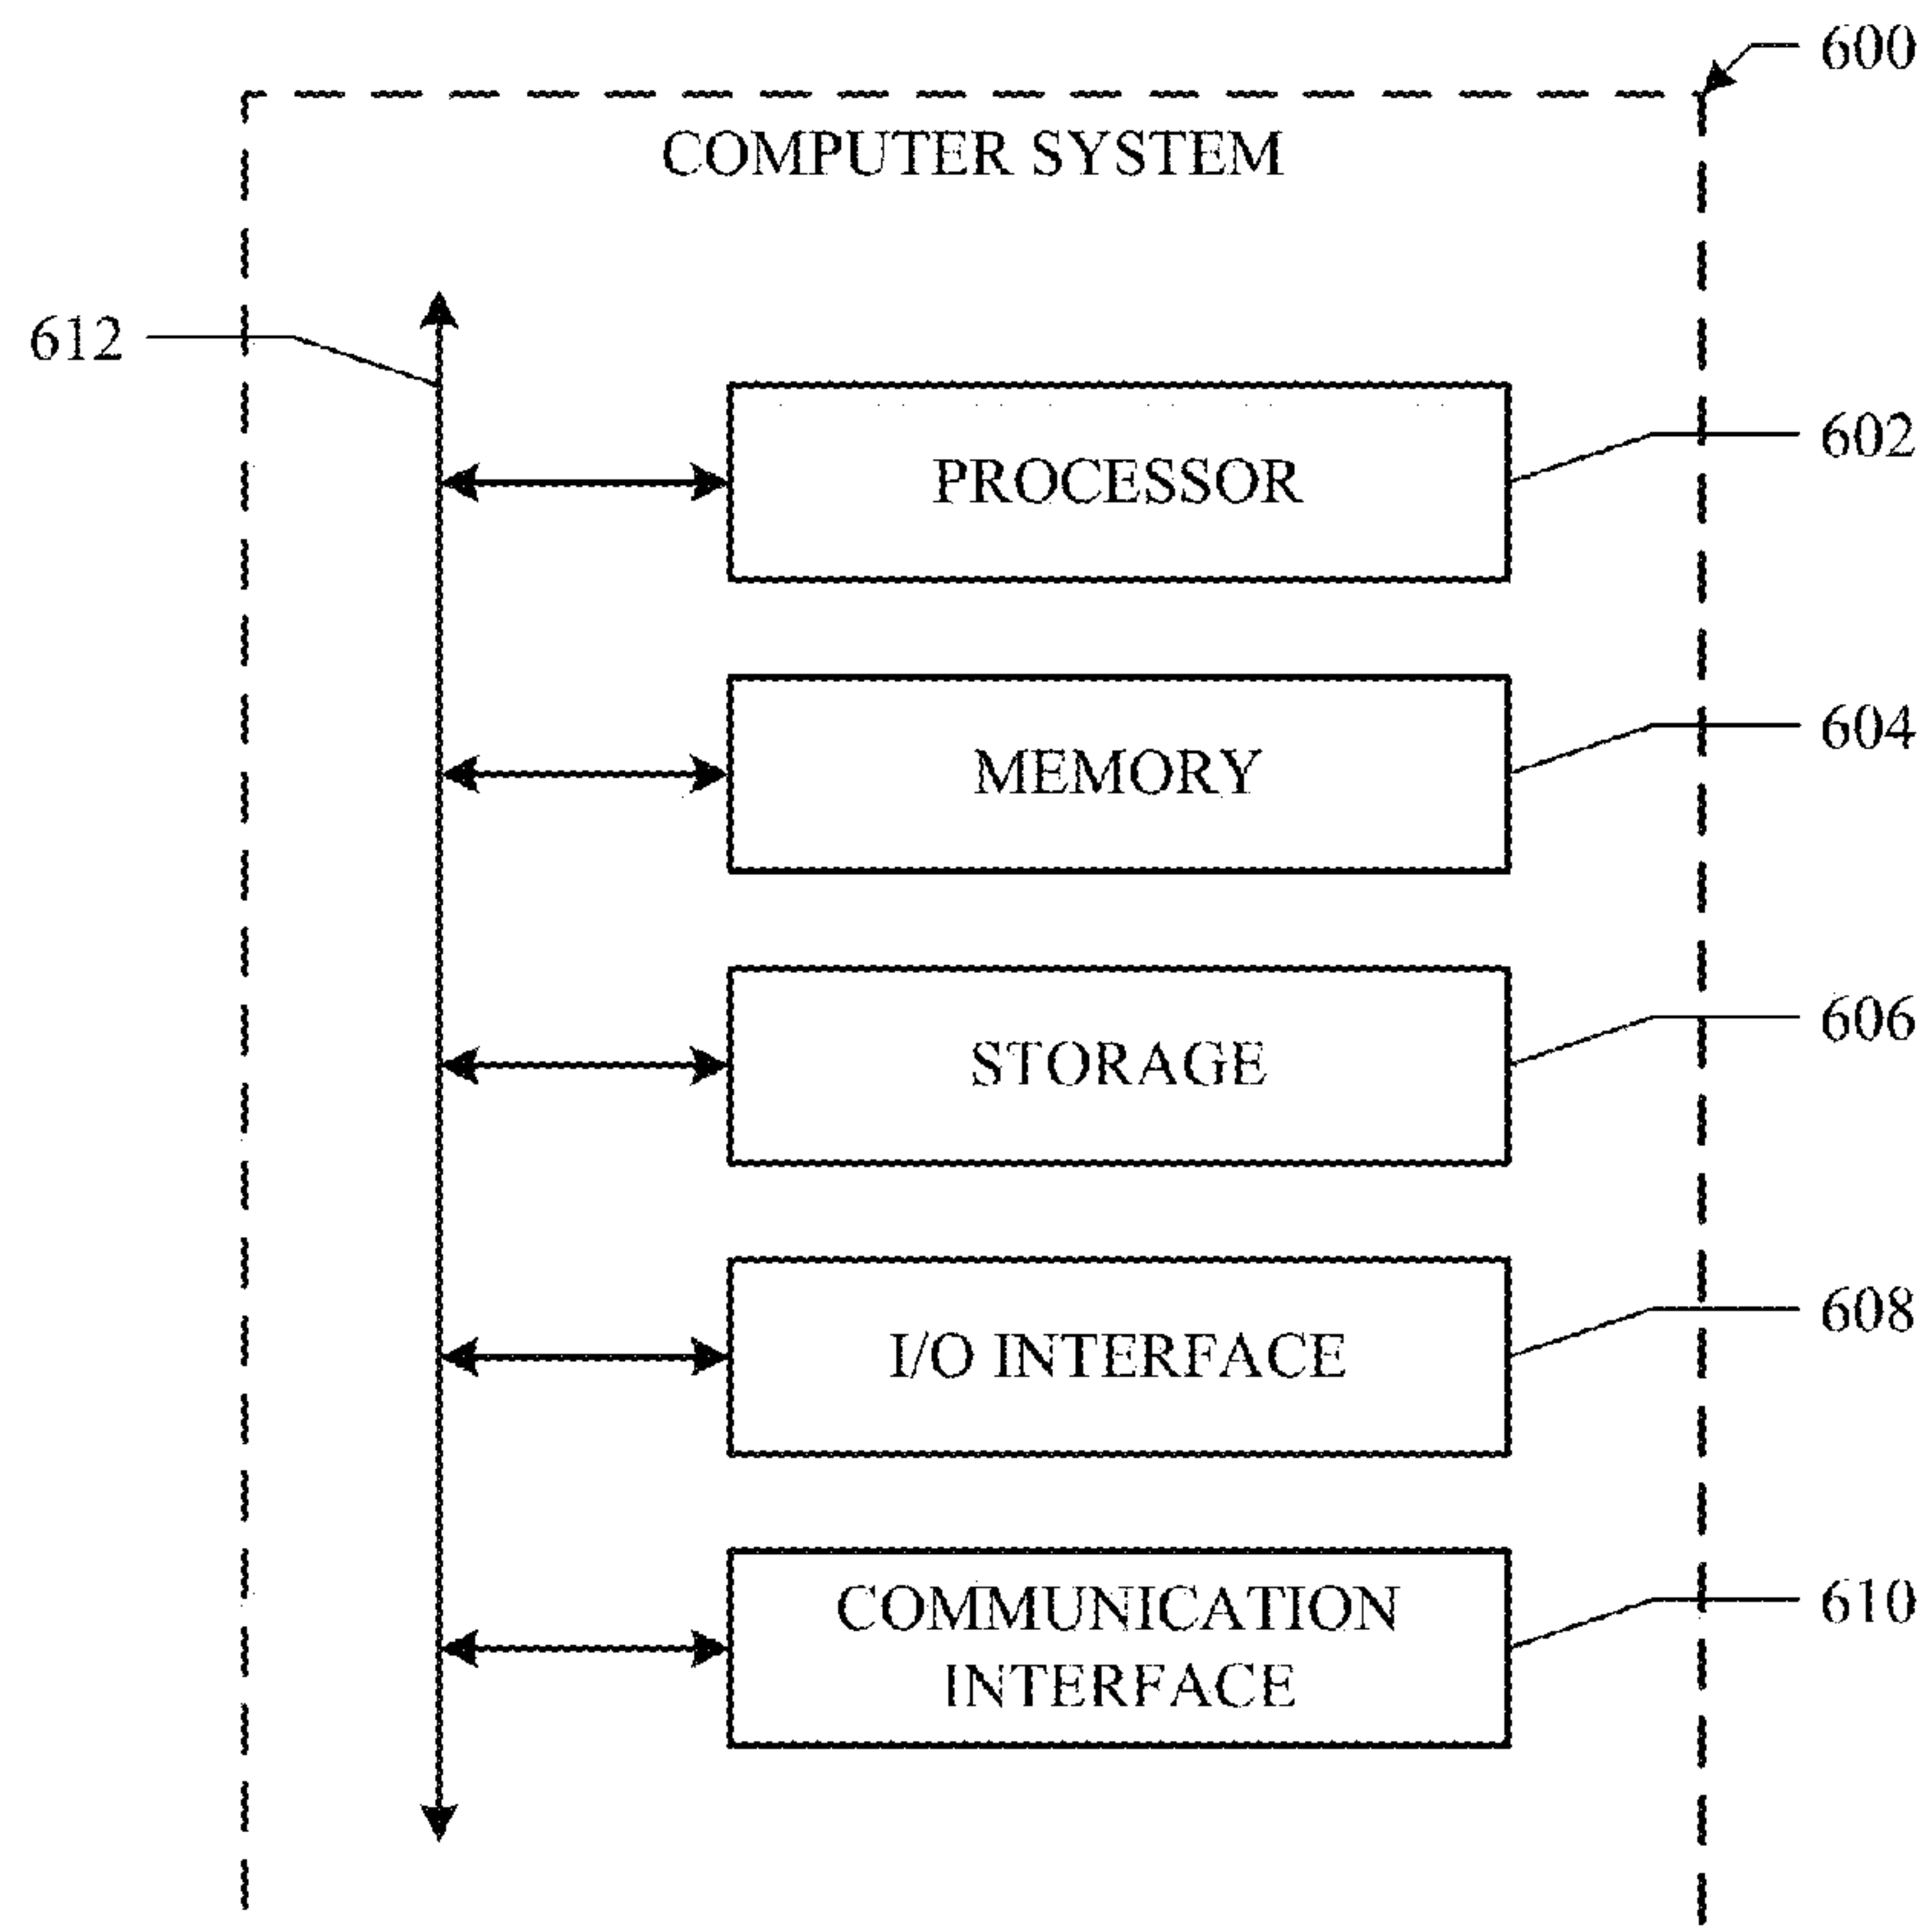 600
COMPUTER SYSTEM
612
602
PROCESSOR
604
MEMORY
606
STORAGE
608
I/O INTERFACE
610
COMMUNICATION
INTERFACE